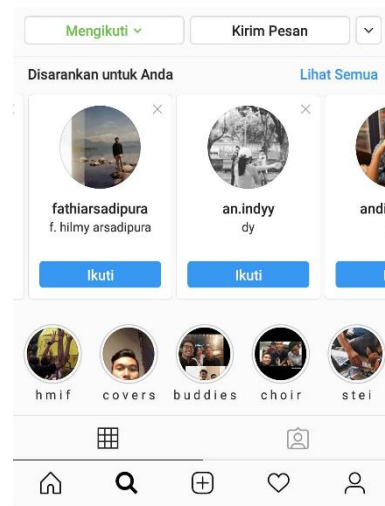 Mengikuti
Kirim Pesan
Disarankan untuk Anda
Lihat Semua
fathiarsadipura
f. hilmy arsadipura
Ikuti
an.indyy
dy
Ikuti
andi
hmif
covers
buddies
choir
stei